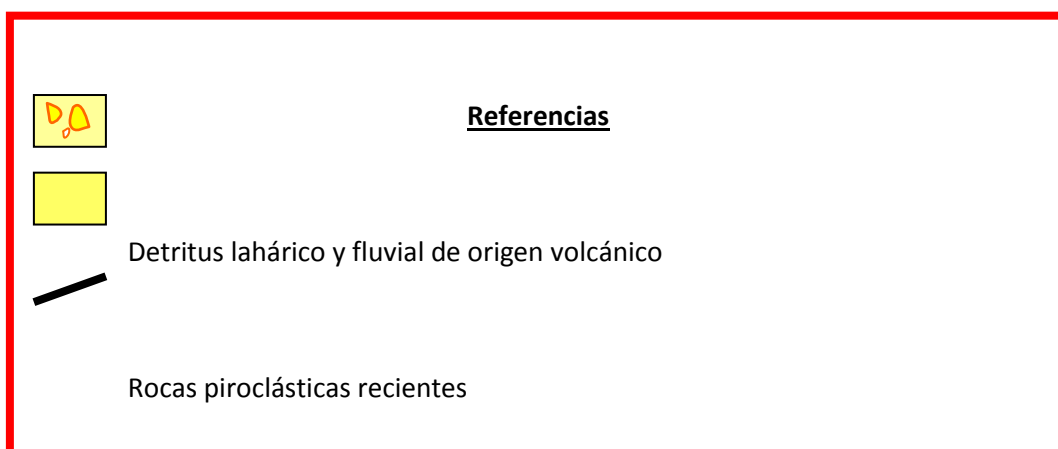 Referencias
Detritus lahárico y fluvial de origen volcánico
Rocas piroclásticas recientes